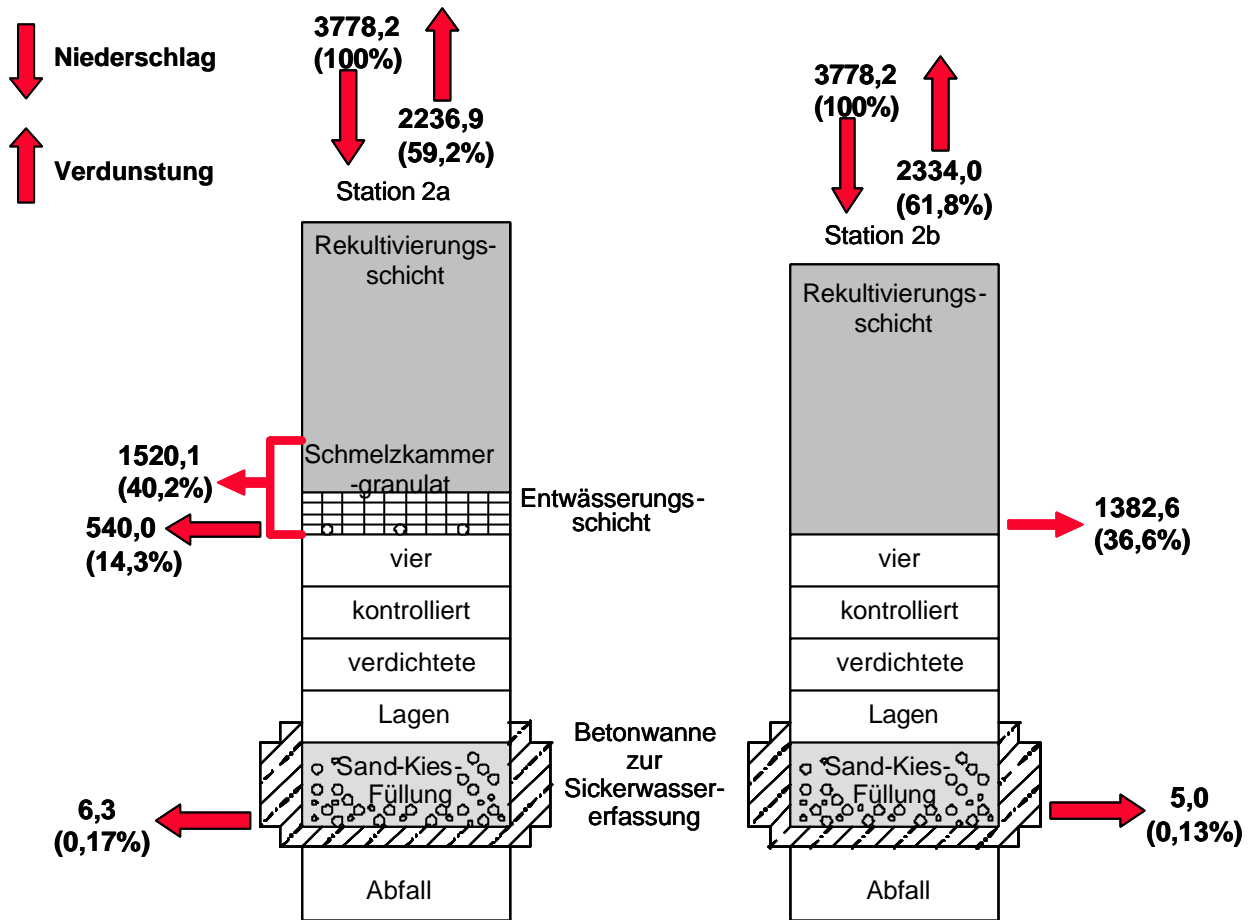 Niederschlag
Verdunstung
3778,2
(100%)
2236,9
(59,2%)
Station 2a
Rekultivierungs-
schicht
Schmelzkammer
-granulat
Entwässerungs-
schicht
1520,1
(40,2%)
540,0
(14,3%)
vier
kontrolliert
verdichtete
Lagen
Sand-Kies-
Füllung
6,3
(0,17%)
Abfall
Betonwanne
zur
Sickerwasser-
erfassung
3778,2
(100%)
2334,0
(61,8%)
Station 2b
Rekultivierungs-
schicht
1382,6
(36,6%)
vier
kontrolliert
verdichtete
Lagen
Sand-Kies-
Füllung
5,0
(0,13%)
Abfall